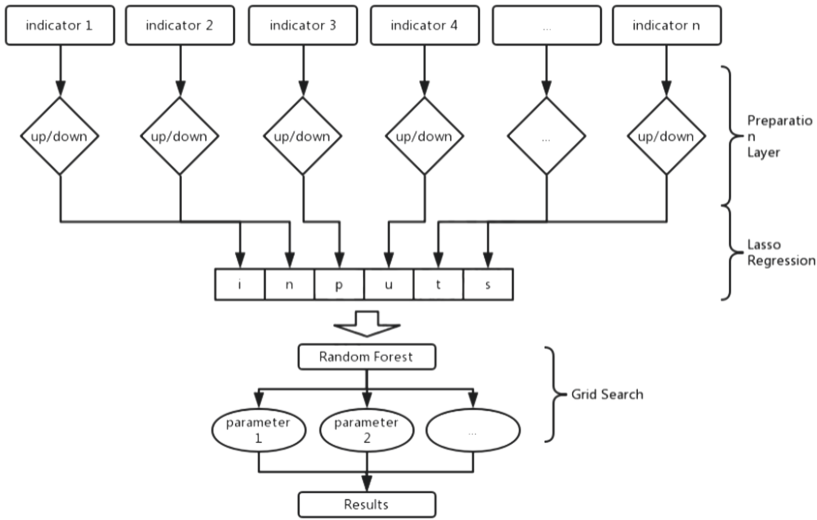 indicator 1
indicator 2
indicator 3
indicator 4
...
indicator n
up/down
up/down
up/down
up/down
...
up/down
Preparatio
n
Layer
Lasso
Regression
i
n
p
u
t
s
Random Forest
Grid Search
parameter
1
parameter
2
...
Results